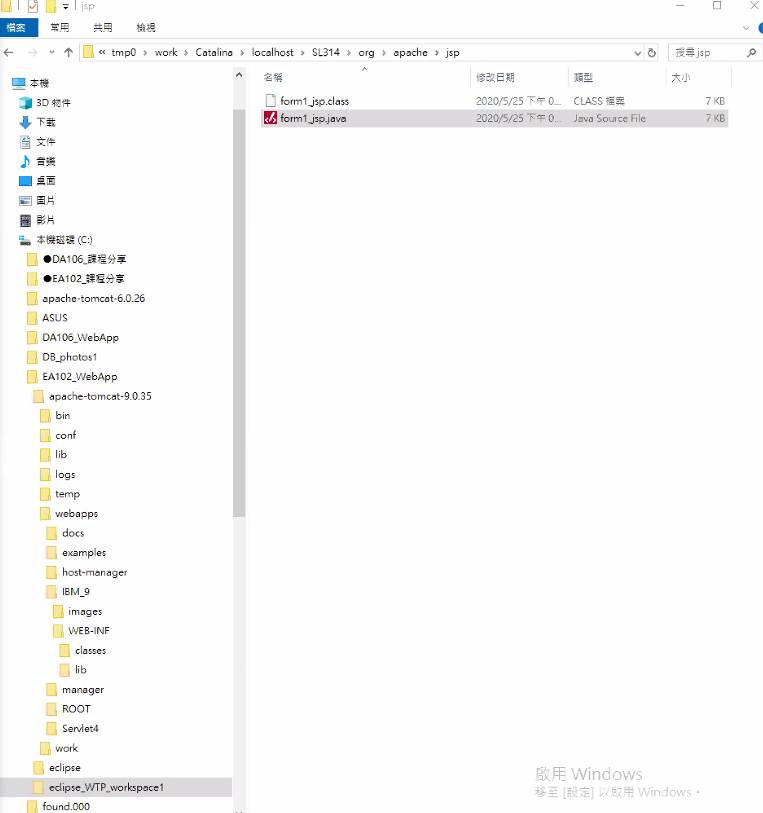 jsp
檔案 常用 共用 檢視
« tmp0 › work › Catalina › localhost › SL314 › org › apache › jsp
搜尋 jsp
名稱 修改日期 類型 大小
form1_jsp.class 2020/5/25 下午 0... CLASS 檔案 7 KB
form1_jsp.java 2020/5/25 下午 0... Java Source File 7 KB
本機
3D 物件
下載
文件
音樂
桌面
圖片
影片
本機磁碟 (C:)
●DA106_課程分享
●EA102_課程分享
apache-tomcat-6.0.26
ASUS
DA106_WebApp
DB_photos1
EA102_WebApp
apache-tomcat-9.0.35
bin
conf
lib
logs
temp
webapps
docs
examples
host-manager
IBM_9
images
WEB-INF
classes
lib
manager
ROOT
Servlet4
work
eclipse
eclipse_WTP_workspace1
found.000
啟用 Windows
移至 [設定] 以啟用 Windows。